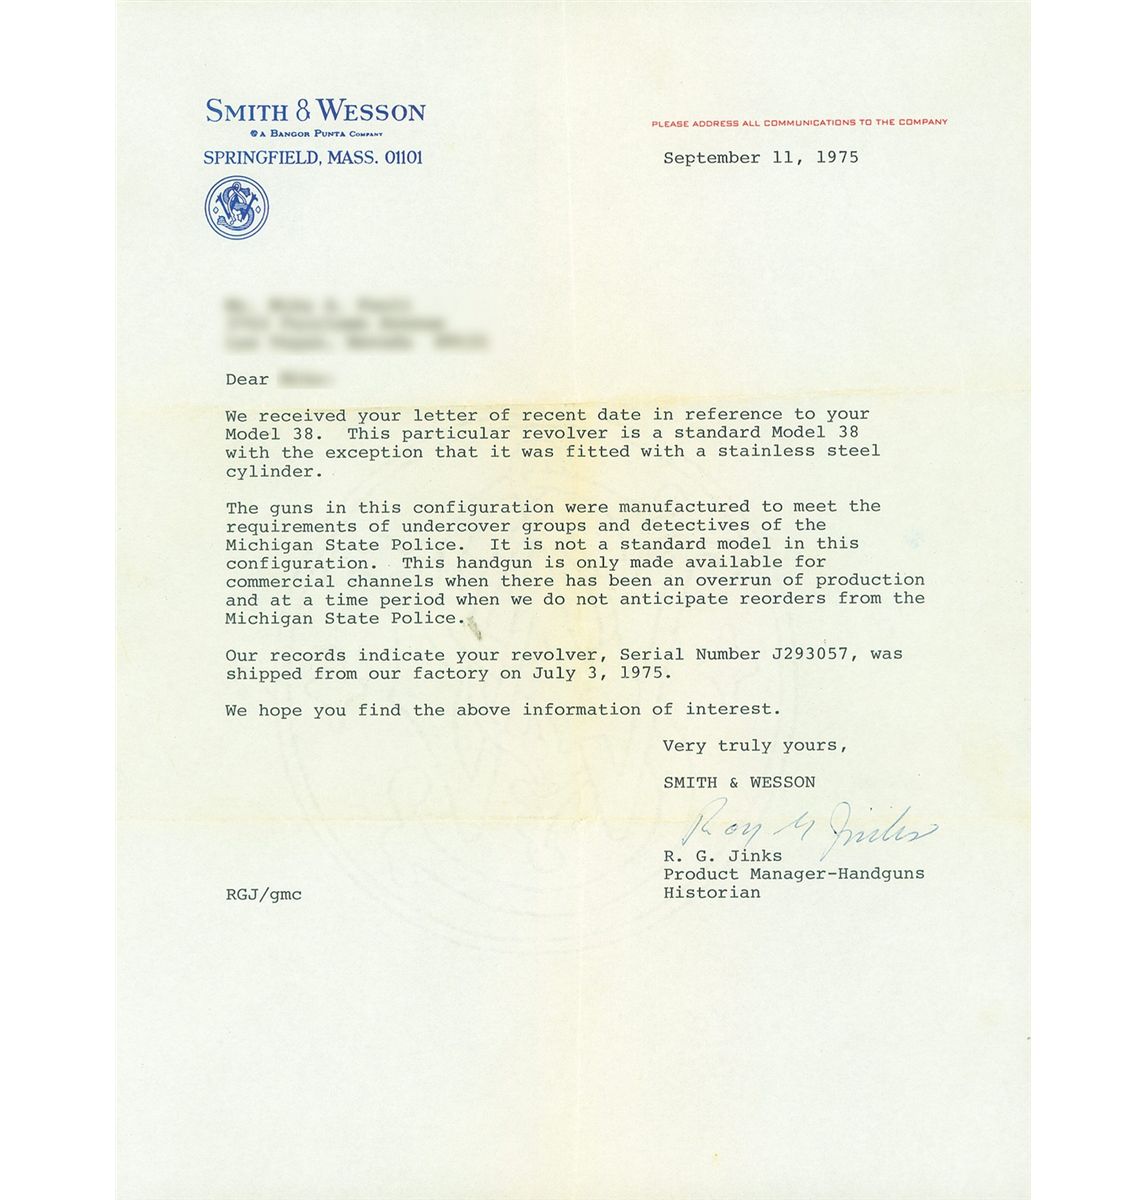 SMITH & WESSON
A BANGOR PUNTA COMPANY
SPRINGFIELD, MASS. 01101
PLEASE ADDRESS ALL COMMUNICATIONS TO THE COMPANY
September 11, 1975
Dear
We received your letter of recent date in reference to your
Model 38.  This particular revolver is a standard Model 38
with the exception that it was fitted with a stainless steel
cylinder.
The guns in this configuration were manufactured to meet the
requirements of undercover groups and detectives of the
Michigan State Police.  It is not a standard model in this
configuration.  This handgun is only made available for
commercial channels when there has been an overrun of production
and at a time period when we do not anticipate reorders from the
Michigan State Police.
Our records indicate your revolver, Serial Number J293057, was
shipped from our factory on July 3, 1975.
We hope you find the above information of interest.
Very truly yours,
SMITH & WESSON
Roy G Jinks
R. G. Jinks
Product Manager-Handguns
Historian
RGJ/gmc